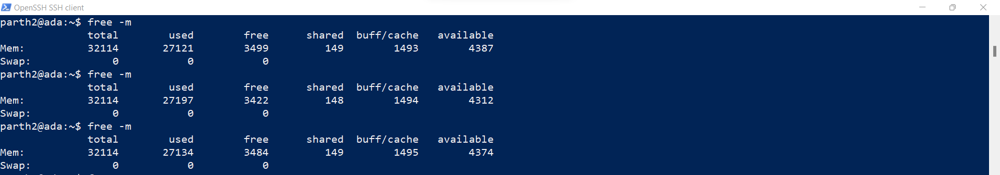 OpenSSH SSH client
parth2@ada:~$ free -m
total used free shared buff/cache available
Mem: 32114 27121 3499 149 1493 4387
Swap: 0 0 0
parth2@ada:~$ free -m
total used free shared buff/cache available
Mem: 32114 27197 3422 148 1494 4312
Swap: 0 0 0
parth2@ada:~$ free -m
total used free shared buff/cache available
Mem: 32114 27134 3484 149 1495 4374
Swap: 0 0 0